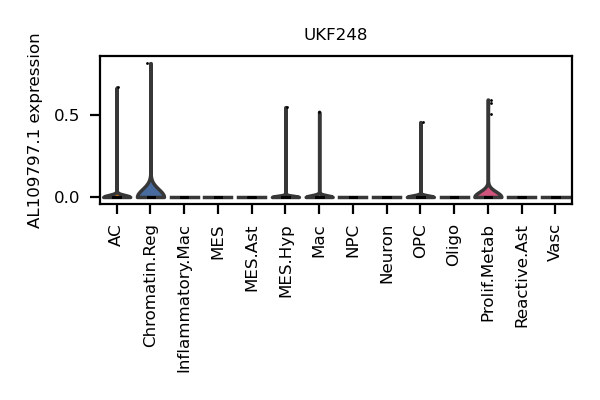 UKF248
AL109797.1 expression
0.5
0.0
AC
Chromatin.Reg
Inflammatory.Mac
MES
MES.Ast
MES.Hyp
Mac
NPC
Neuron
OPC
Oligo
Prolif.Metab
Reactive.Ast
Vasc